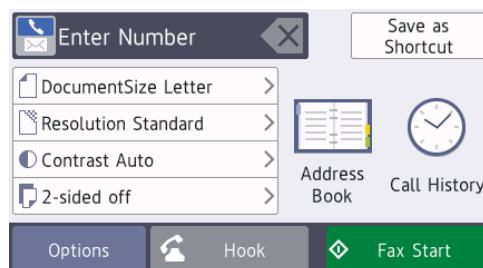 Enter Number
Save as
Shortcut
DocumentSize Letter
Resolution Standard
Contrast Auto
2-sided off
Address
Book
Call History
Options
Hook
Fax Start